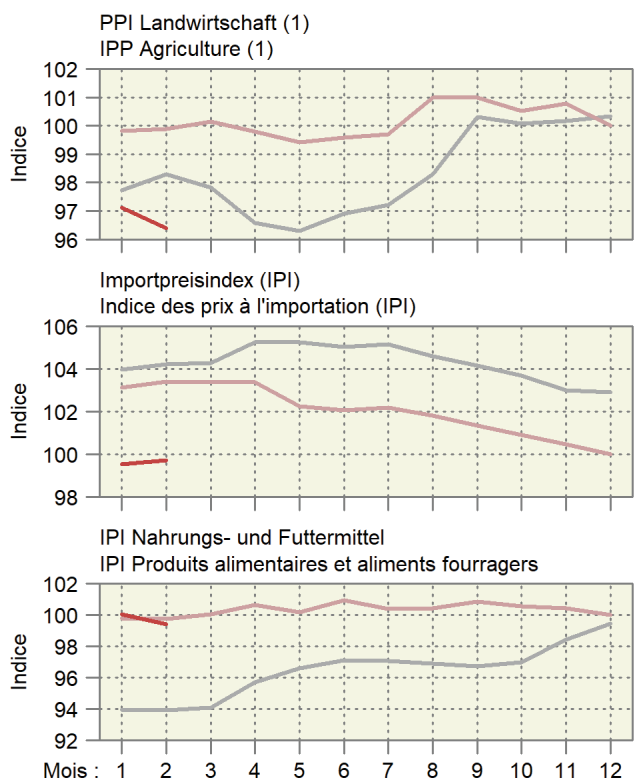 PPI Landwirtschaft (1)
IPP Agriculture (1)
102
101
100
99
98
97
96
Indice
Importpreisindex (IPI)
Indice des prix à l'importation (IPI)
106
104
102
100
98
Indice
IPI Nahrungs- und Futtermittel
IPI Produits alimentaires et aliments fourragers
102
100
98
96
94
92
Indice
Mois : 1 2 3 4 5 6 7 8 9 10 11 12